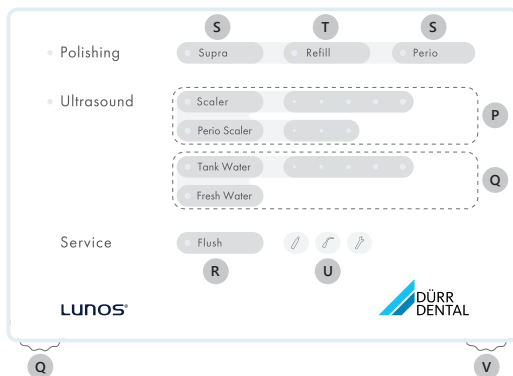 S T S
Polishing Supra Refill Perio
Ultrasound Scaler
P
Perio Scaler
Tank Water
Q
Fresh Water
Service Flush
R U
LUNOS®
DÜRR
DENTAL
Q V